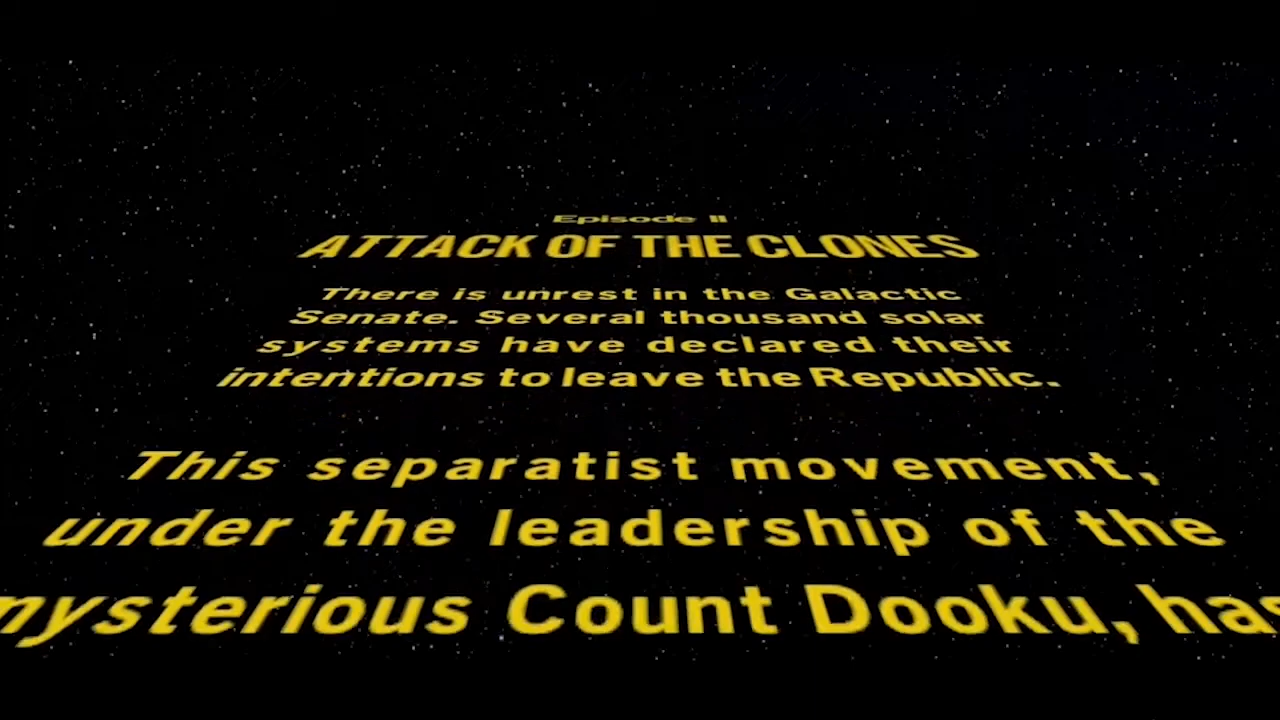 Episode II
ATTACK OF THE CLONES
There is unrest in the Galactic
Senate. Several thousand solar
systems have declared their
intentions to leave the Republic.
This separatist movement,
under the leadership of the
mysterious Count Dooku, has